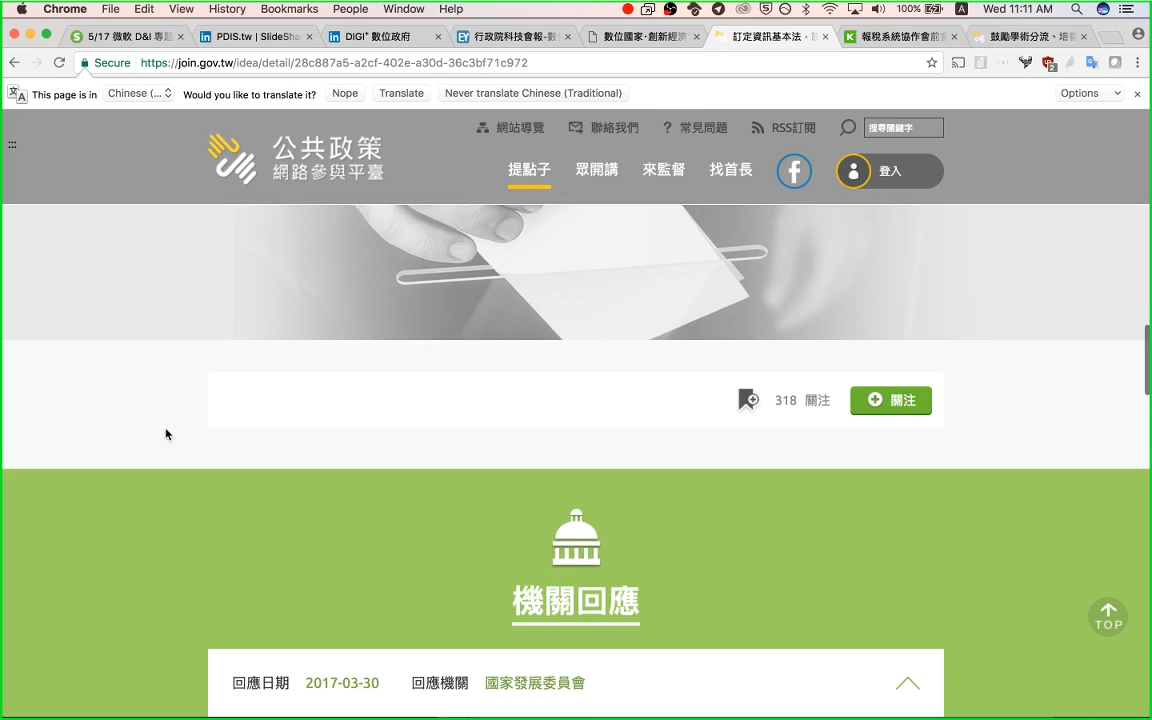 Chrome File Edit View History Bookmarks People Window Help 100% Wed 11:11 AM
5/17 微軟 D&I 專題
PDIS.tw | SlideSha
DIGI+ 數位政府
行政院科技會報-數
數位國家‧創新經濟
訂定資訊基本法，
報稅系統協作會前會
鼓勵學術分流、培
Secure https://join.gov.tw/idea/detail/28c887a5-a2cf-402e-a30d-36c3bf71c972
This page is in Chinese (... Would you like to translate it? Nope Translate Never translate Chinese (Traditional) Options
網站導覽 聯絡我們 常見問題 RSS訂閱 搜尋關鍵字
公共政策
網路參與平臺
提點子 眾開講 來監督 找首長 登入
318 關注 關注
機關回應
TOP
回應日期 2017-03-30 回應機關 國家發展委員會